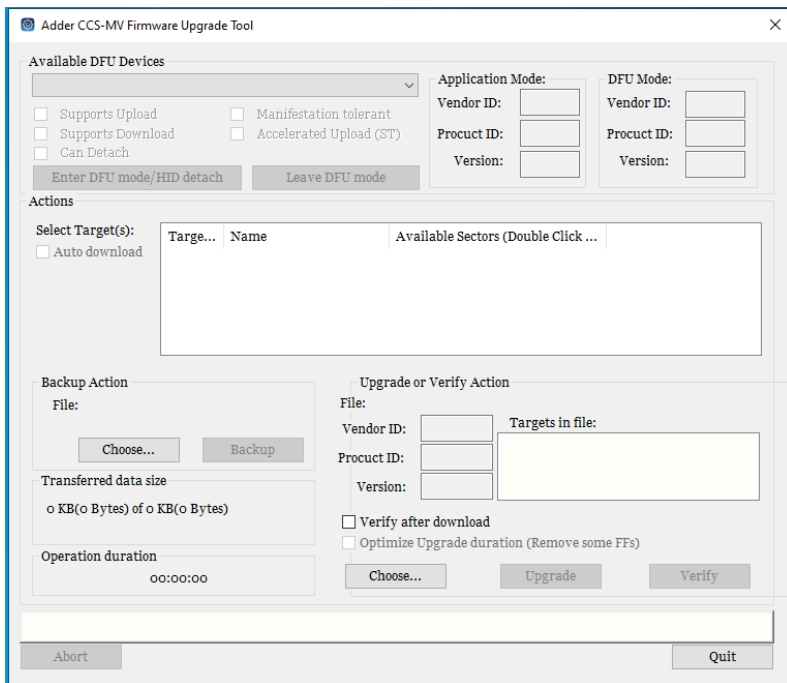 Adder CCS-MV Firmware Upgrade Tool
Available DFU Devices
Supports Upload
Manifestation tolerant
Supports Download
Accelerated Upload (ST)
Can Detach
Enter DFU mode/HID detach
Leave DFU mode
Application Mode:
Vendor ID:
Procuct ID:
Version:
DFU Mode:
Vendor ID:
Procuct ID:
Version:
Actions
Select Target(s):
Auto download
Targe... Name Available Sectors (Double Click ...
Backup Action
File:
Choose... Backup
Transferred data size
0 KB(0 Bytes) of 0 KB(0 Bytes)
Operation duration
00:00:00
Upgrade or Verify Action
File:
Vendor ID:
Procuct ID:
Version:
Targets in file:
Verify after download
Optimize Upgrade duration (Remove some FFs)
Choose... Upgrade Verify
Abort
Quit